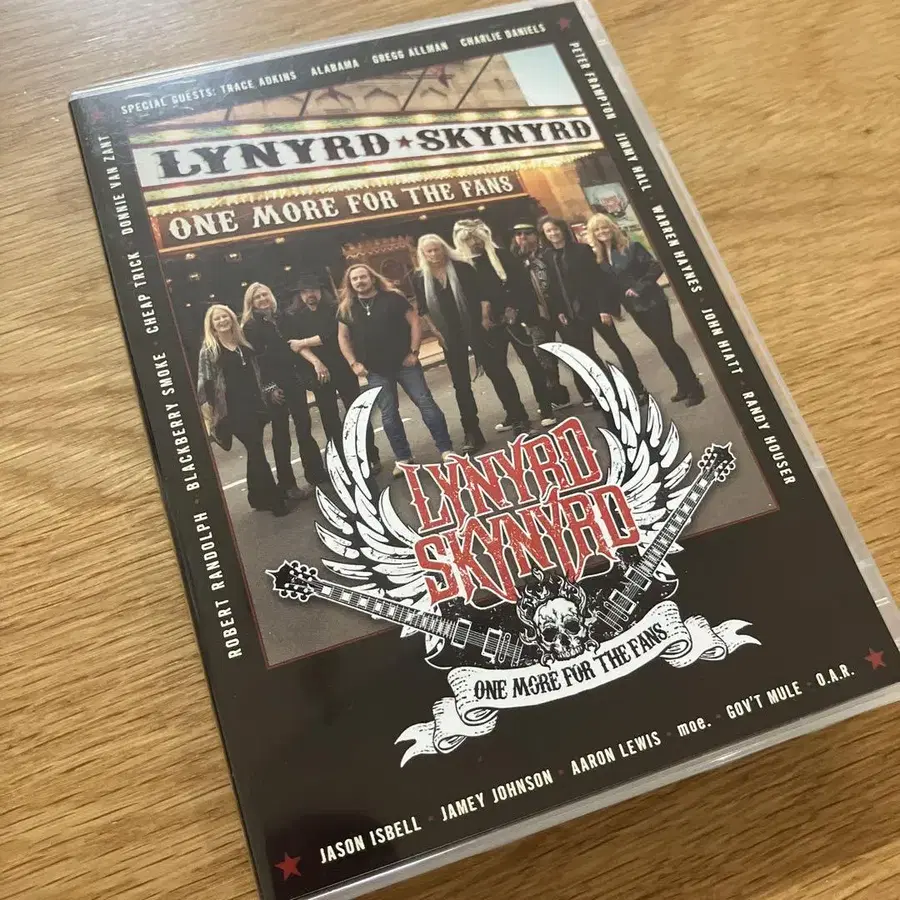 SPECIAL GUESTS: TRACE ADKINS · ALABAMA · GREGG ALLMAN · CHARLIE DANIELS
PETER FRAMPTON · JIMMY HALL · WARREN HAYNES · JOHN HIATT · RANDY HOUSER
ROBERT RANDOLPH · BLACKBERRY SMOKE · CHEAP TRICK · DONNIE VAN ZANT
LYNYRD ★ SKYNYRD
ONE MORE FOR THE FANS
LYNYRD
SKYNYRD
ONE MORE FOR THE FANS
JASON ISBELL · JAMEY JOHNSON · AARON LEWIS · moe. · GOV'T MULE · O.A.R.